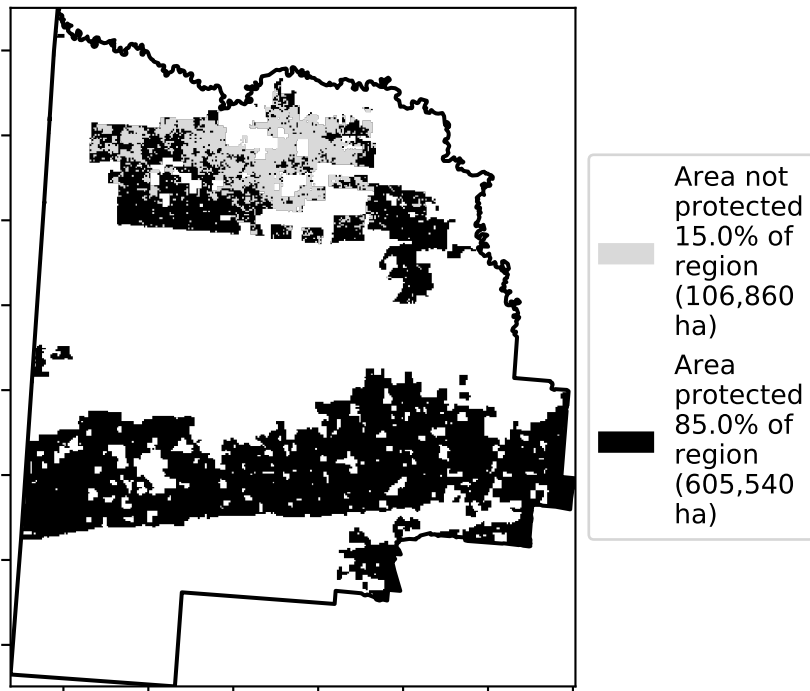 Area not
protected
15.0% of
region
(106,860
ha)
Area
protected
85.0% of
region
(605,540
ha)